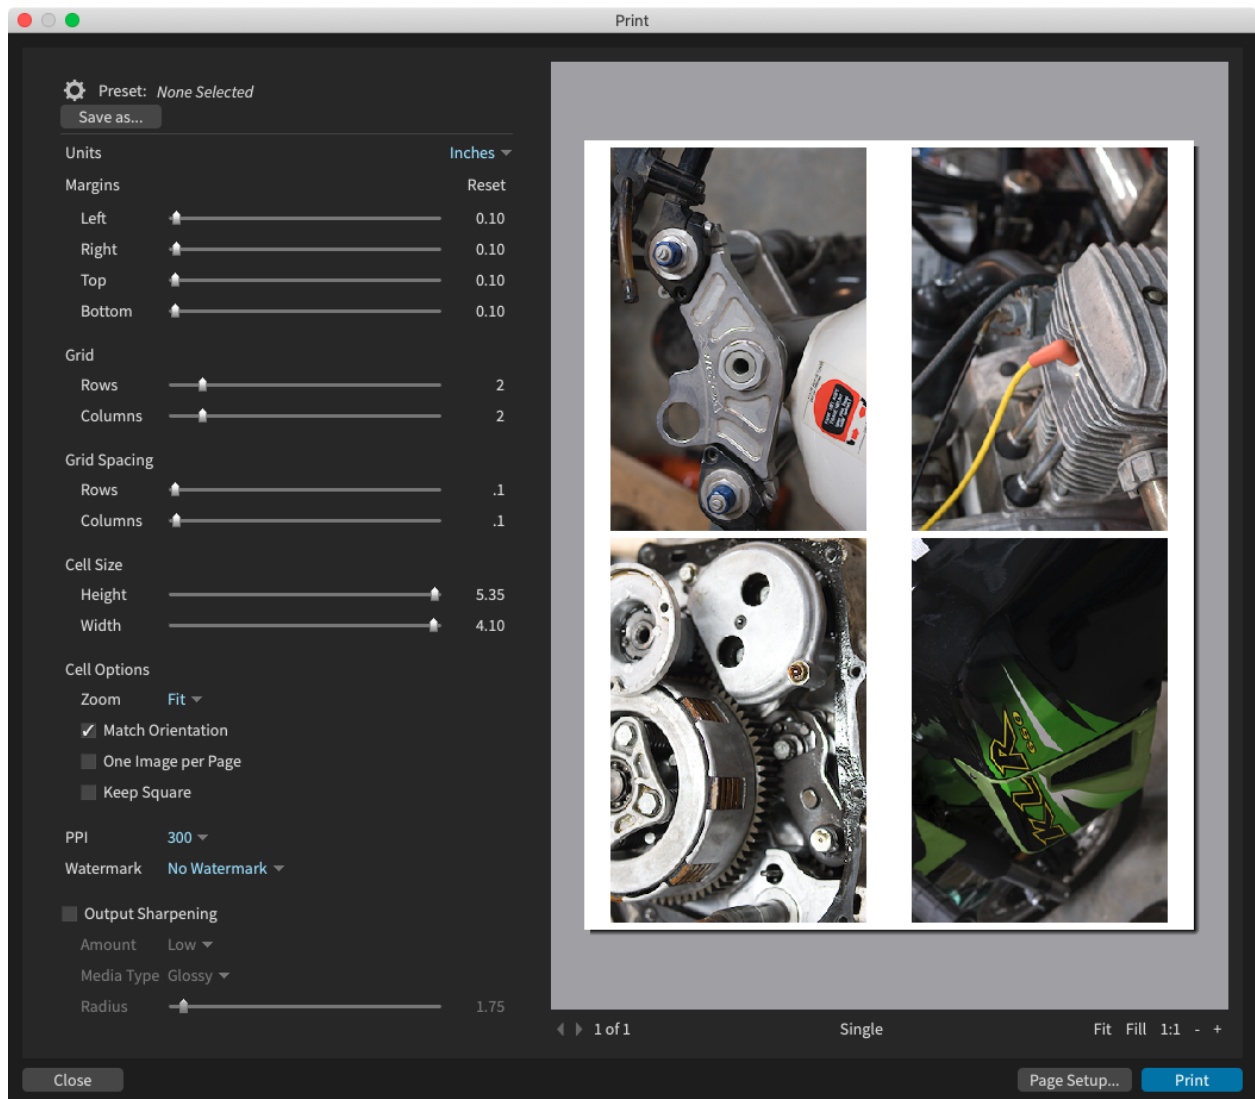 Print
Preset: None Selected
Save as...
Units Inches
Margins Reset
Left 0.10
Right 0.10
Top 0.10
Bottom 0.10
Grid
Rows 2
Columns 2
Grid Spacing
Rows .1
Columns .1
Cell Size
Height 5.35
Width 4.10
Cell Options
Zoom Fit
Match Orientation
One Image per Page
Keep Square
PPI 300
Watermark No Watermark
Output Sharpening
Amount Low
Media Type Glossy
Radius 1.75
KLR 650
1 of 1 Single Fit Fill 1:1 - +
Close Page Setup... Print